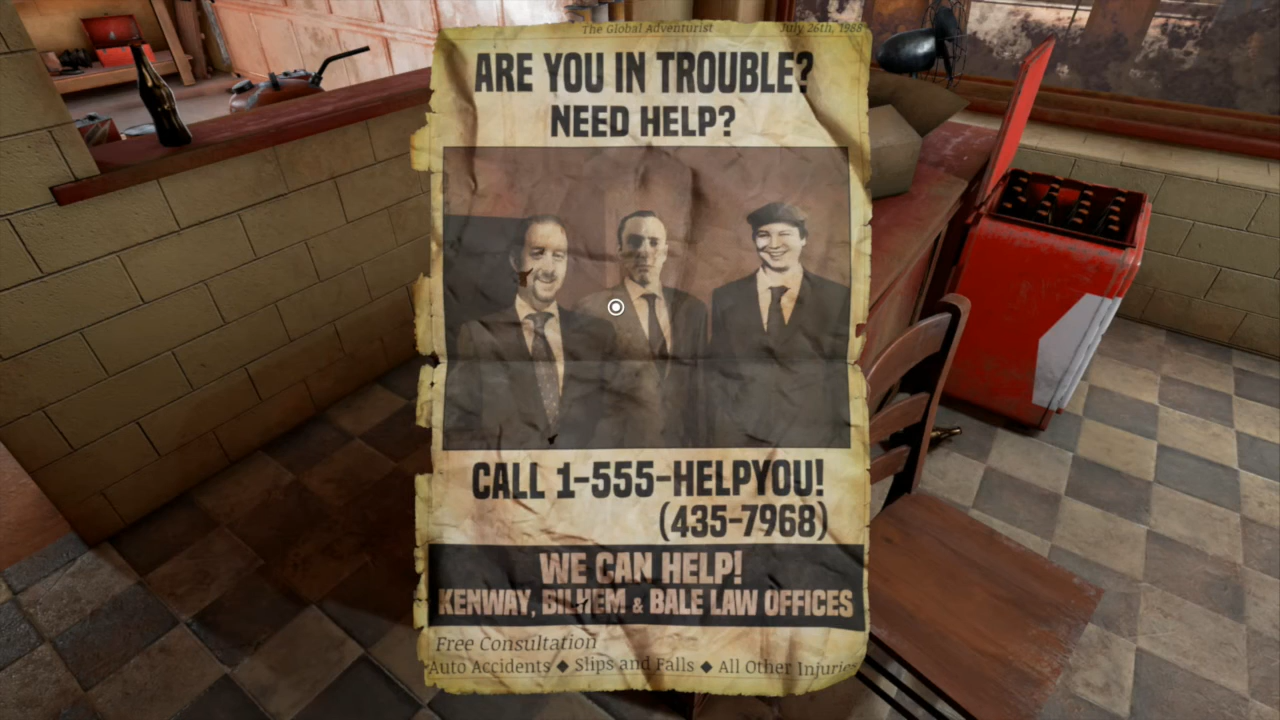 The Global Adventurist July 26th, 1988
ARE YOU IN TROUBLE?
NEED HELP?
CALL 1-555-HELPYOU!
(435-7968)
WE CAN HELP!
KENWAY, BILHEM & BALE LAW OFFICES
Free Consultation
Auto Accidents ◆ Slips and Falls ◆ All Other Injuries